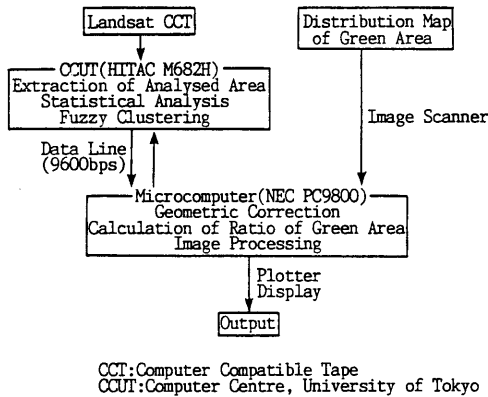 Landsat CCT
Distribution Map
of Green Area
CCUT(HITAC M682H)
Extraction of Analysed Area
Statistical Analysis
Fuzzy Clustering
Image Scanner
Data Line
(9600bps)
Microcomputer(NEC PC9800)
Geometric Correction
Calculation of Ratio of Green Area
Image Processing
Plotter
Display
Output
CCT:Computer Compatible Tape
CCUT:Computer Centre, University of Tokyo